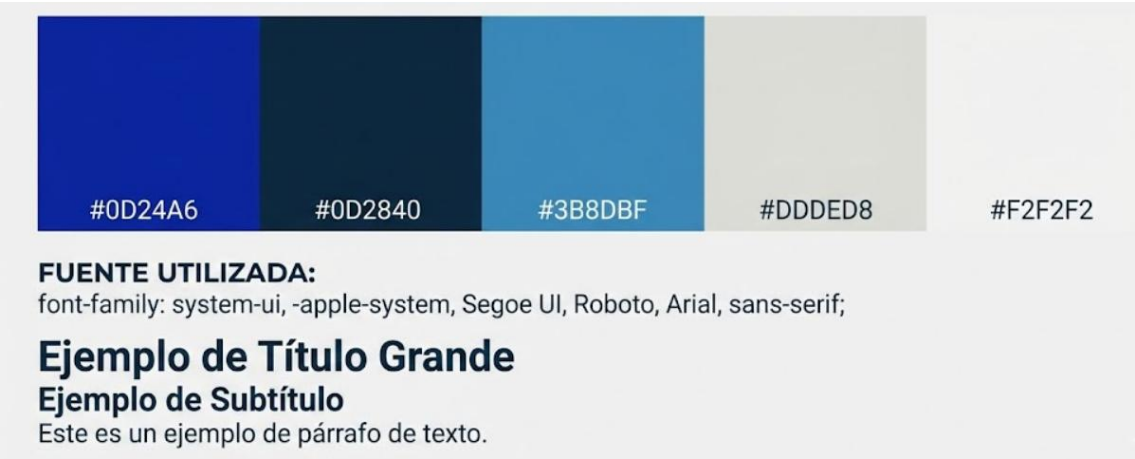 #0D24A6
#0D2840
#3B8DBF
#DDDED8
#F2F2F2
FUENTE UTILIZADA:
font-family: system-ui, -apple-system, Segoe UI, Roboto, Arial, sans-serif;
Ejemplo de Título Grande
Ejemplo de Subtítulo
Este es un ejemplo de párrafo de texto.